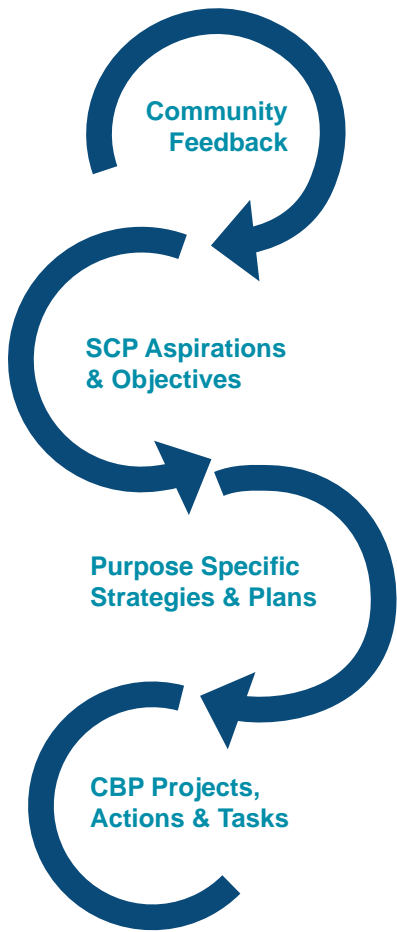 Community
Feedback
SCP Aspirations
& Objectives
Purpose Specific
Strategies & Plans
CBP Projects,
Actions & Tasks